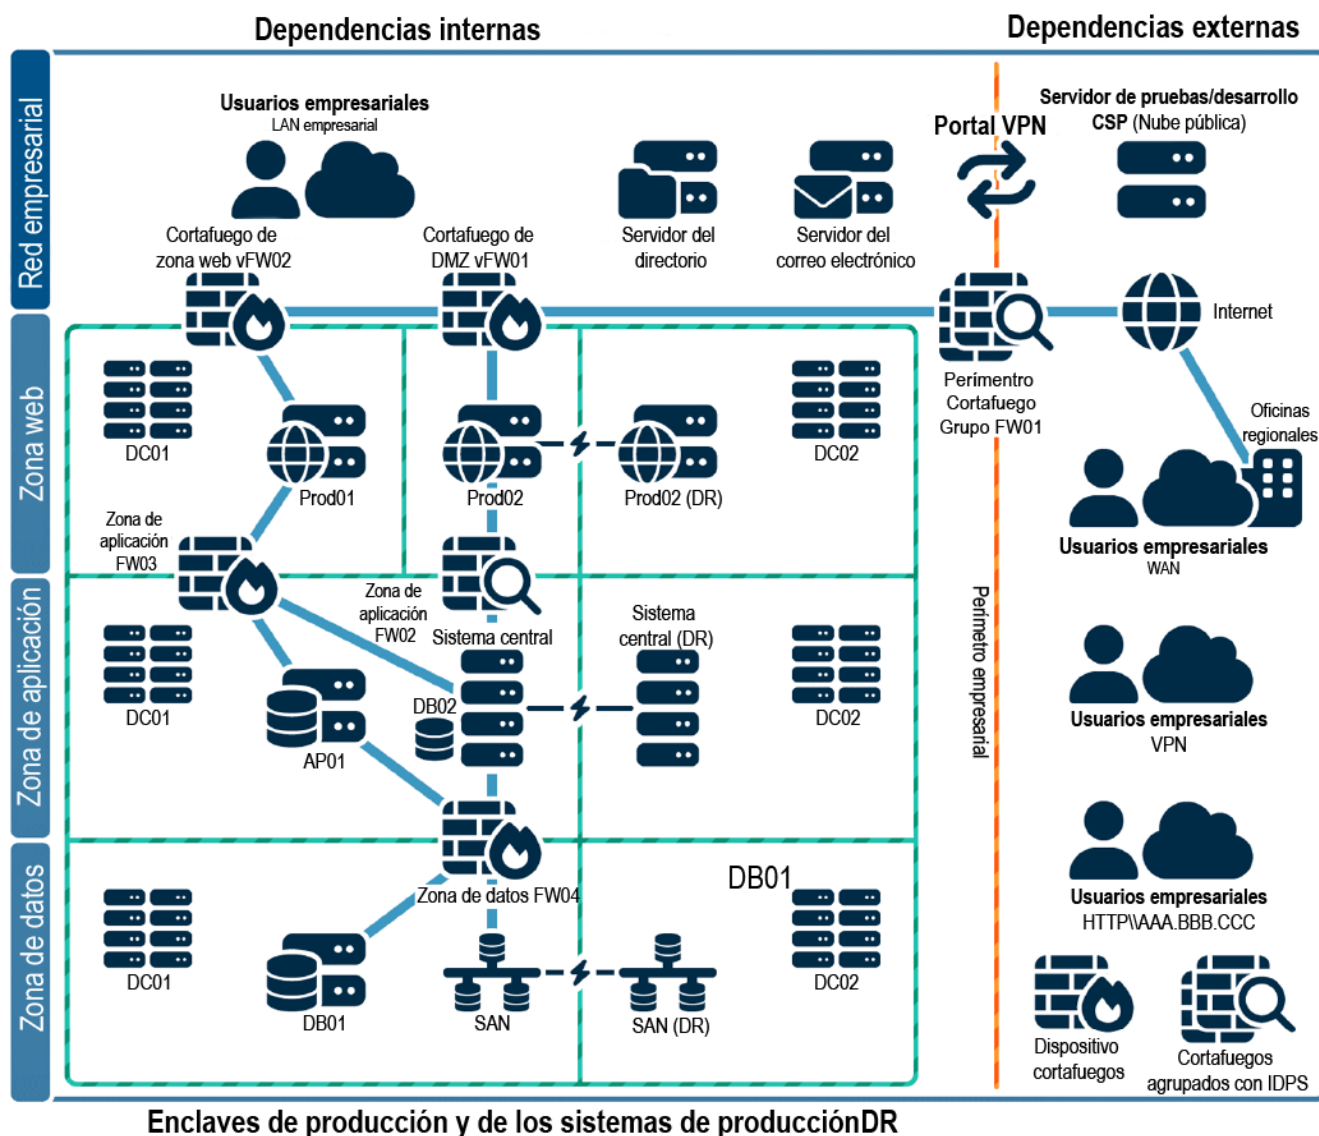 Dependencias internas
Dependencias externas
Red empresarial
Usuarios empresariales
LAN empresarial
Portal VPN
Servidor de pruebas/desarrollo
CSP (Nube pública)
Cortafuego de
zona web vFW02
Cortafuego de
DMZ vFW01
Servidor del
directorio
Servidor del
correo electrónico
Internet
Zona web
DC01
Prod01
Prod02
Prod02 (DR)
DC02
Perímentro
Cortafuego
Grupo FW01
Oficinas
regionales
Usuarios empresariales
WAN
Zona de
aplicación
FW03
Zona de aplicación
Zona de
aplicación
FW02
Sistema central
Sistema
central (DR)
DC01
AP01
DB02
DC02
Perímetro empresarial
Usuarios empresariales
VPN
Zona de datos
Zona de datos FW04
DB01
DC01
DB01
SAN
SAN (DR)
DC02
Usuarios empresariales
HTTP\\AAA.BBB.CCC
Dispositivo
cortafuegos
Cortafuegos
agrupados con IDPS
Enclaves de producción y de los sistemas de producciónDR